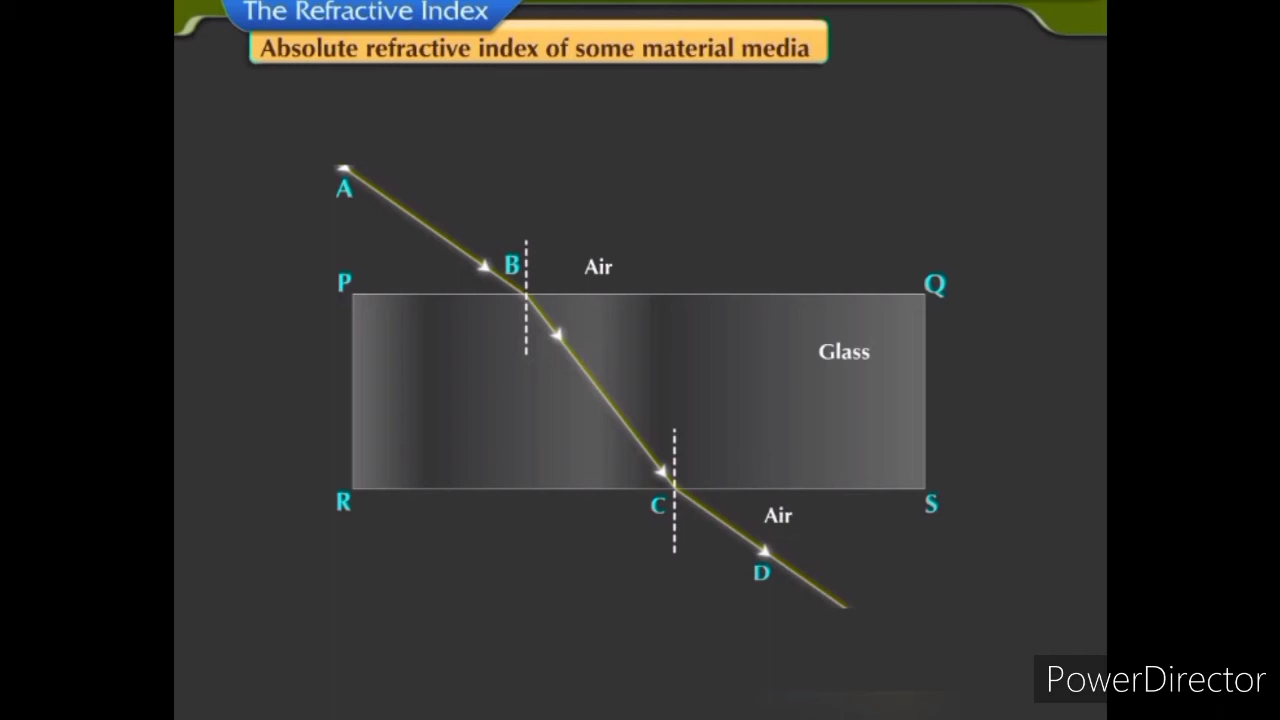 The Refractive Index
Absolute refractive index of some material media
A
B
Air
P
Q
Glass
R
C
S
Air
D
PowerDirector